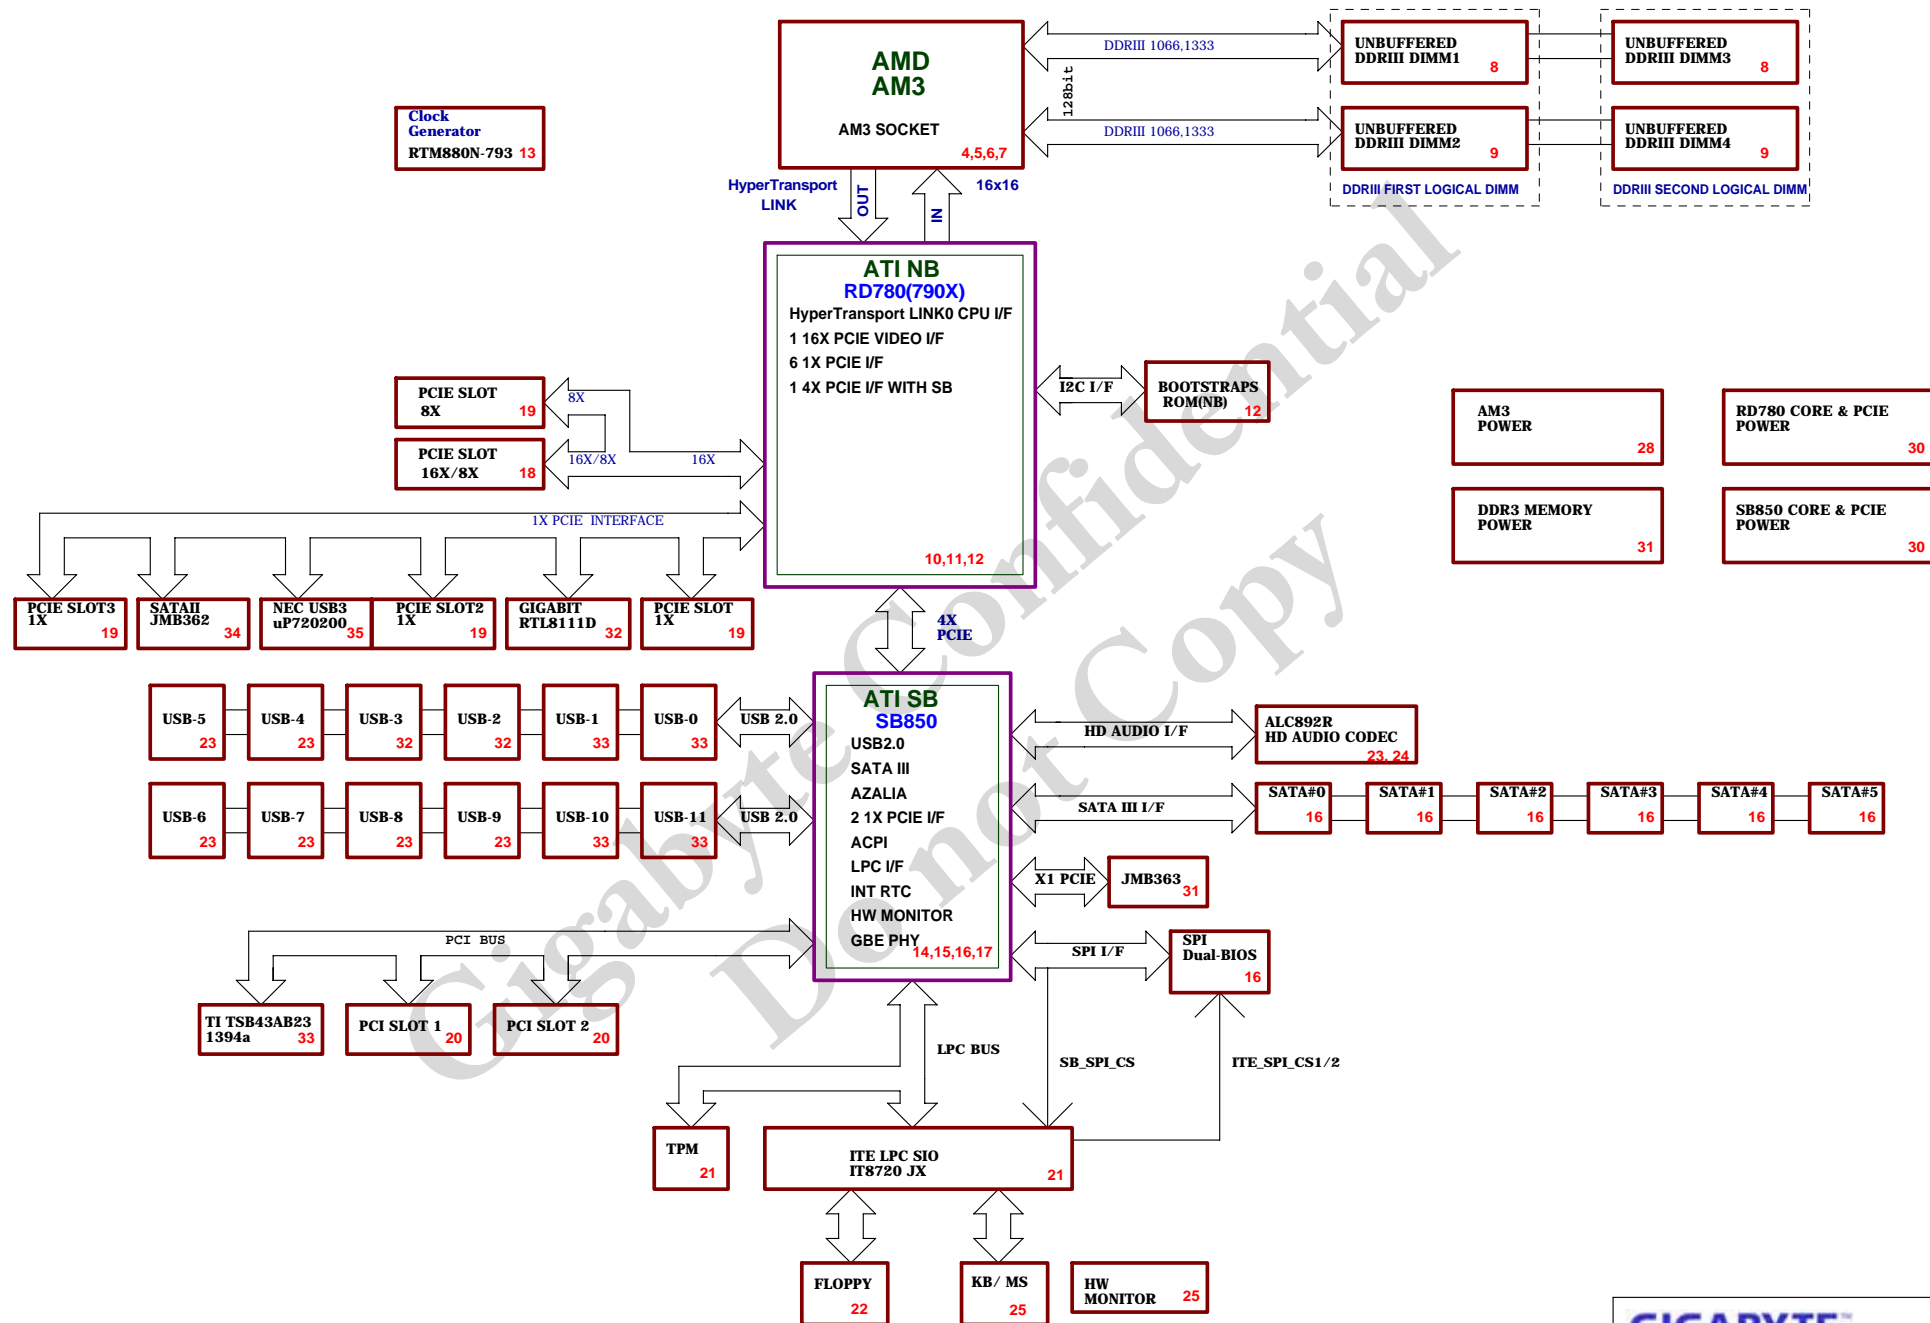 AMD
AM3
AM3 SOCKET
4,5,6,7
DDRIII 1066,1333
128bit
DDRIII 1066,1333
UNBUFFERED
DDRIII DIMM1
8
UNBUFFERED
DDRIII DIMM3
8
UNBUFFERED
DDRIII DIMM2
9
UNBUFFERED
DDRIII DIMM4
9
DDRIII FIRST LOGICAL DIMM
DDRIII SECOND LOGICAL DIMM
Clock
Generator
RTM880N-793 13
HyperTransport
LINK
OUT
IN
16x16
ATI NB
RD780(790X)
HyperTransport LINK0 CPU I/F
1 16X PCIE VIDEO I/F
6 1X PCIE I/F
1 4X PCIE I/F WITH SB
10,11,12
I2C I/F
BOOTSTRAPS
ROM(NB)
12
PCIE SLOT
8X
19
8X
PCIE SLOT
16X/8X
18
16X/8X
16X
AM3
POWER
28
RD780 CORE & PCIE
POWER
30
DDR3 MEMORY
POWER
31
SB850 CORE & PCIE
POWER
30
1X PCIE INTERFACE
PCIE SLOT3
1X
19
SATAII
JMB362
34
NEC USB3
uP720200
35
PCIE SLOT2
1X
19
GIGABIT
RTL8111D
32
PCIE SLOT
1X
19
4X
PCIE
USB-5
23
USB-4
23
USB-3
32
USB-2
32
USB-1
33
USB-0
33
USB 2.0
USB-6
23
USB-7
23
USB-8
23
USB-9
23
USB-10
33
USB-11
33
USB 2.0
ATI SB
SB850
USB2.0
SATA III
AZALIA
2 1X PCIE I/F
ACPI
LPC I/F
INT RTC
HW MONITOR
GBE PHY
14,15,16,17
HD AUDIO I/F
ALC892R
HD AUDIO CODEC
23, 24
SATA III I/F
SATA#0
16
SATA#1
16
SATA#2
16
SATA#3
16
SATA#4
16
SATA#5
16
X1 PCIE
JMB363
31
SPI I/F
SPI
Dual-BIOS
16
PCI BUS
TI TSB43AB23
1394a
33
PCI SLOT 1
20
PCI SLOT 2
20
LPC BUS
SB_SPI_CS
ITE_SPI_CS1/2
TPM
21
ITE LPC SIO
IT8720 JX
21
FLOPPY
22
KB/ MS
25
HW
MONITOR
25
GIGABYTE
Gigabyte Confidential
Do not Copy